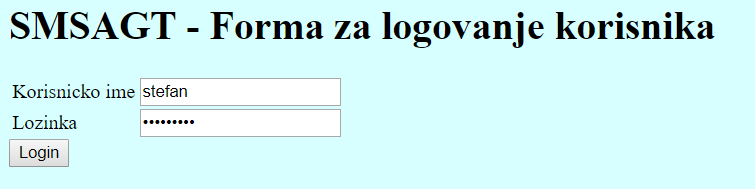 SMSAGT - Forma za logovanje korisnika
Korisnicko ime stefan
Lozinka •••••••••
Login